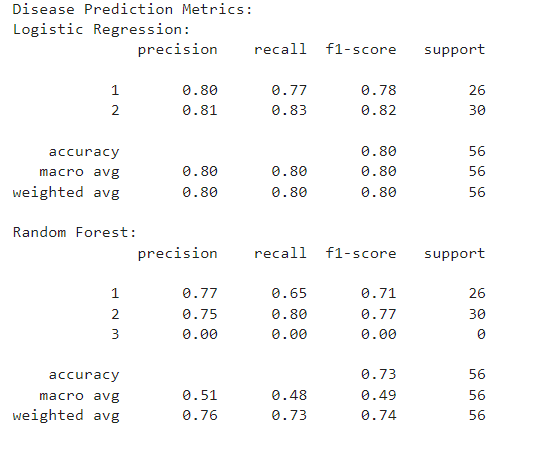 Disease Prediction Metrics:
Logistic Regression:
precision recall f1-score support
1 0.80 0.77 0.78 26
2 0.81 0.83 0.82 30
accuracy 0.80 56
macro avg 0.80 0.80 0.80 56
weighted avg 0.80 0.80 0.80 56
Random Forest:
precision recall f1-score support
1 0.77 0.65 0.71 26
2 0.75 0.80 0.77 30
3 0.00 0.00 0.00 0
accuracy 0.73 56
macro avg 0.51 0.48 0.49 56
weighted avg 0.76 0.73 0.74 56